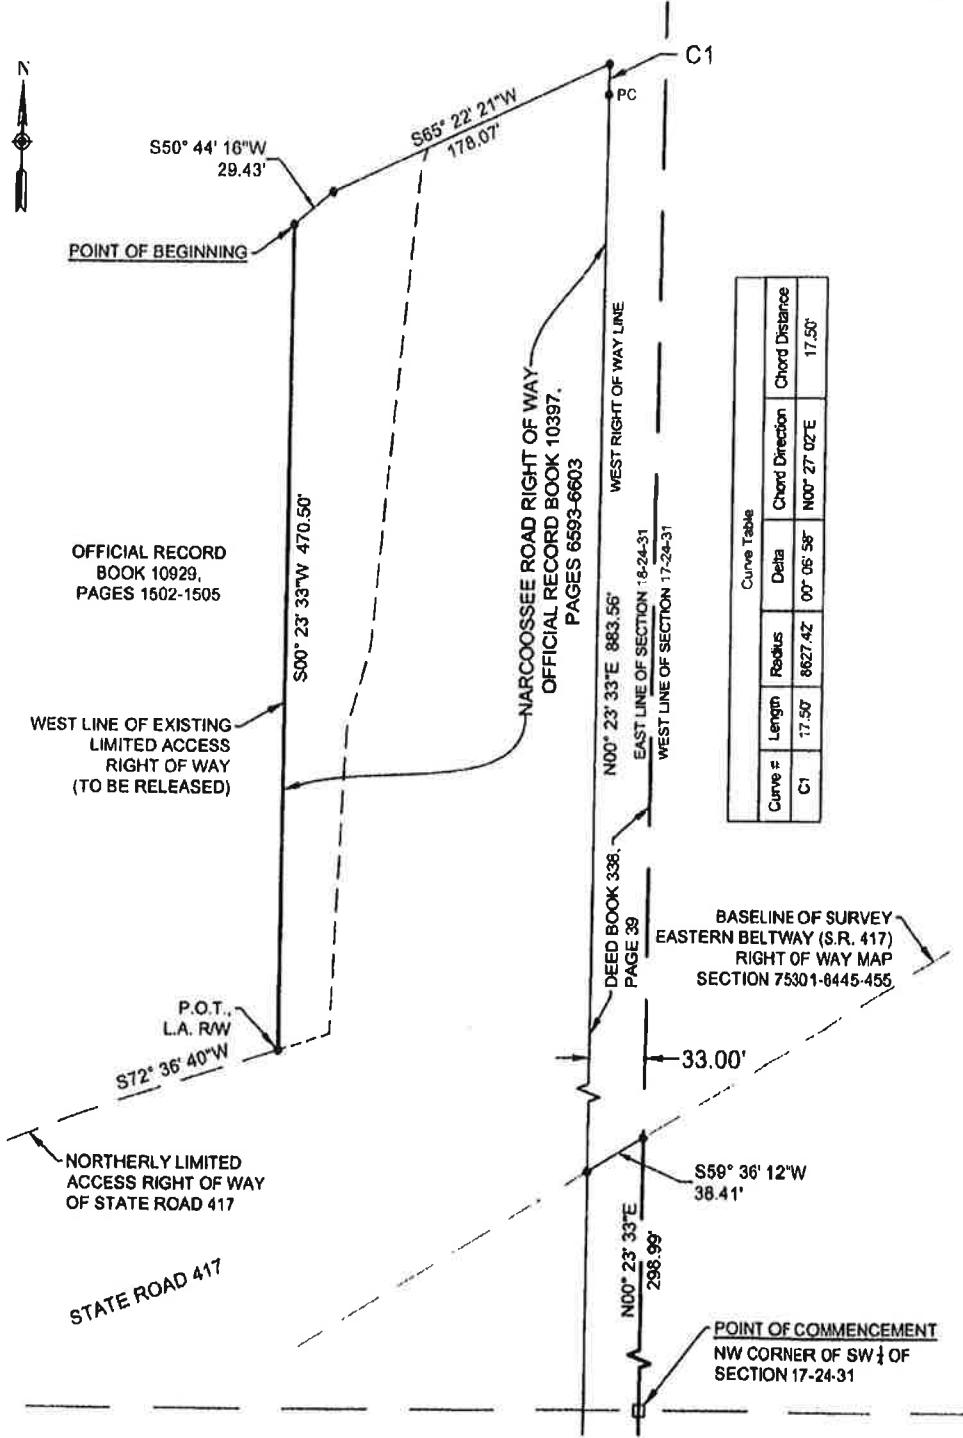 C1
N
PC
S65° 22' 21"W
178.07'
S50° 44' 16"W
29.43'
POINT OF BEGINNING
WEST RIGHT OF WAY LINE
NARCOOSSEE ROAD RIGHT OF WAY
OFFICIAL RECORD BOOK 10397,
PAGES 6593-6603
Curve Table
Curve # Length Radius Delta Chord Direction Chord Distance
C1 17.50' 8627.42' 00° 06' 58" N00° 27' 02"E 17.50'
OFFICIAL RECORD
BOOK 10929,
PAGES 1502-1505
S00° 23' 33"W 470.50'
N00° 23' 33"E 883.56'
EAST LINE OF SECTION 18-24-31
WEST LINE OF SECTION 17-24-31
WEST LINE OF EXISTING
LIMITED ACCESS
RIGHT OF WAY
(TO BE RELEASED)
DEED BOOK 338,
PAGE 39
BASELINE OF SURVEY
EASTERN BELTWAY (S.R. 417)
RIGHT OF WAY MAP
SECTION 75301-6445-455
P.O.T.,
L.A. R/W
S72° 36' 40"W
33.00'
NORTHERLY LIMITED
ACCESS RIGHT OF WAY
OF STATE ROAD 417
S59° 36' 12"W
38.41'
N00° 23' 33"E
298.99'
STATE ROAD 417
POINT OF COMMENCEMENT
NW CORNER OF SW ¼ OF
SECTION 17-24-31